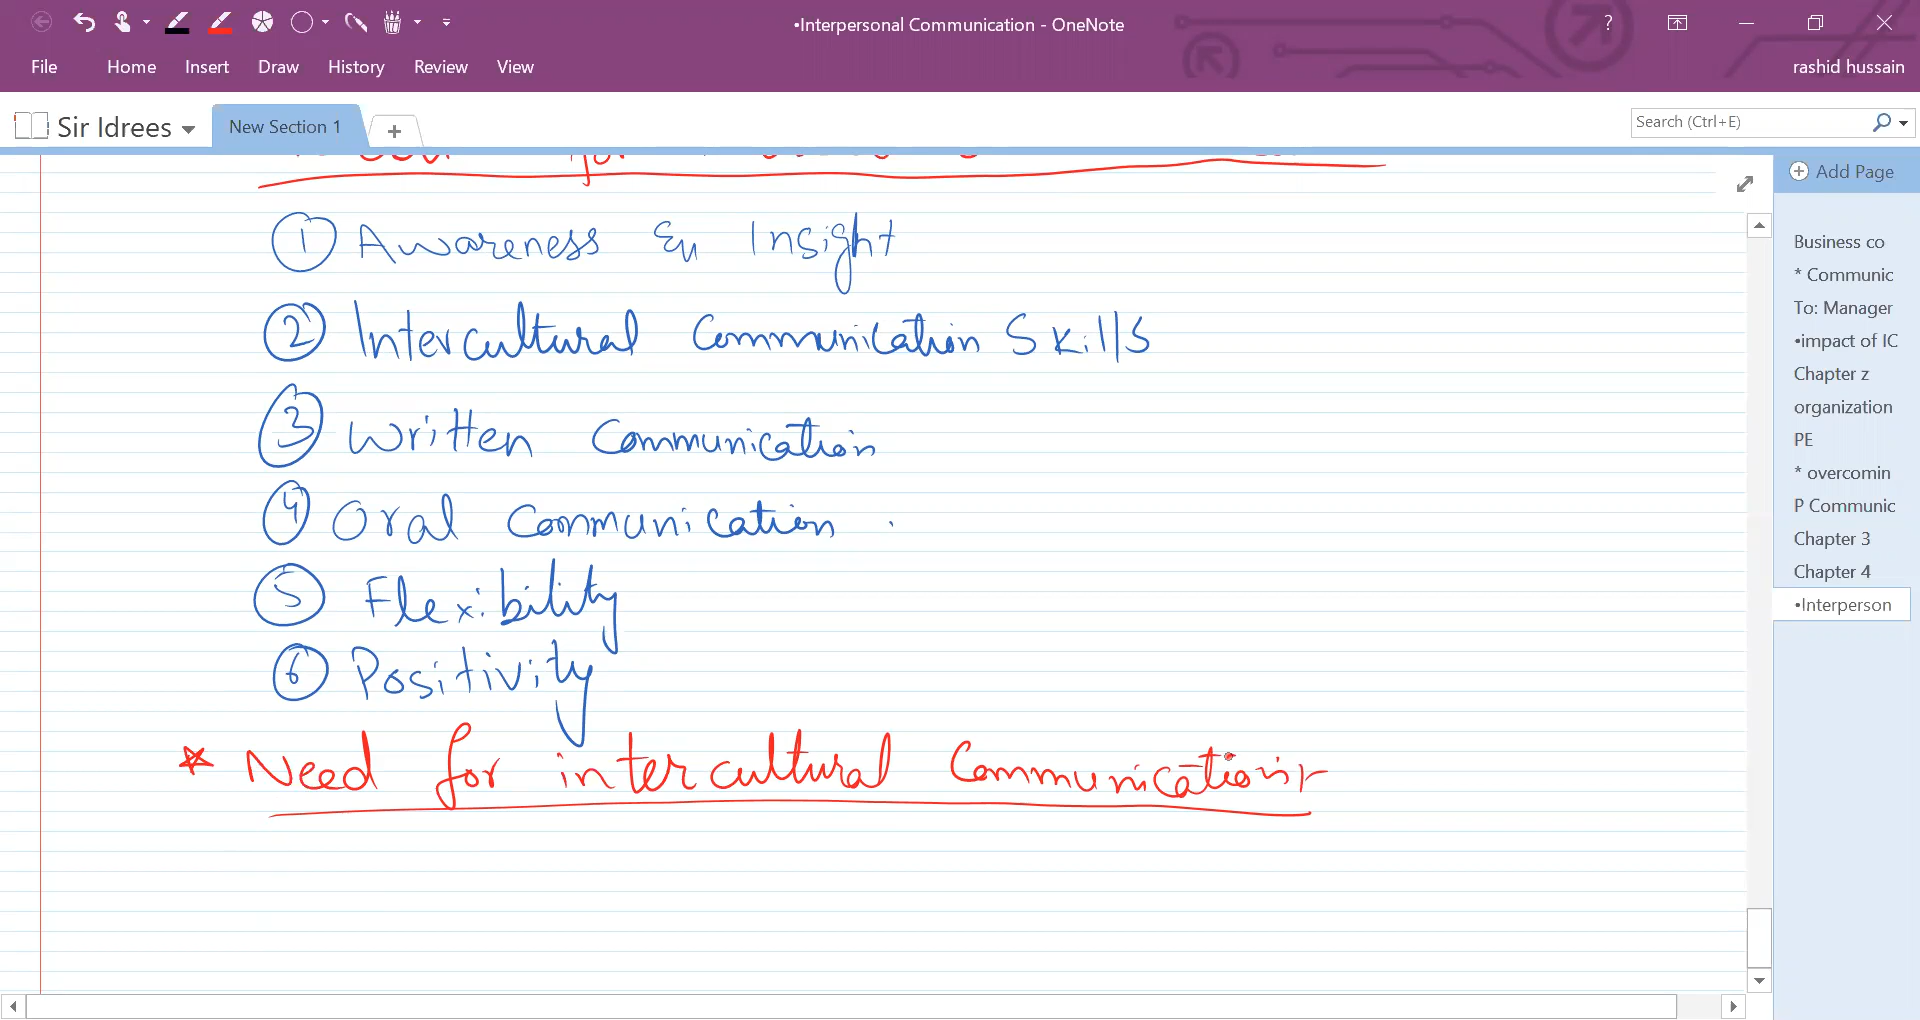 •Interpersonal Communication - OneNote
?
File Home Insert Draw History Review View
rashid hussain
Sir Idrees
New Section 1
+
Search (Ctrl+E)
Add Page
for
① Awareness & Insight
② Intercultural Communication Skills
③ Written Communication
④ Oral Communication .
⑤ Flexibility
⑥ Positivity
* Need for intercultural Communication:-
Business co
* Communic
To: Manager
•impact of IC
Chapter z
organization
PE
* overcomin
P Communic
Chapter 3
Chapter 4
•Interperson